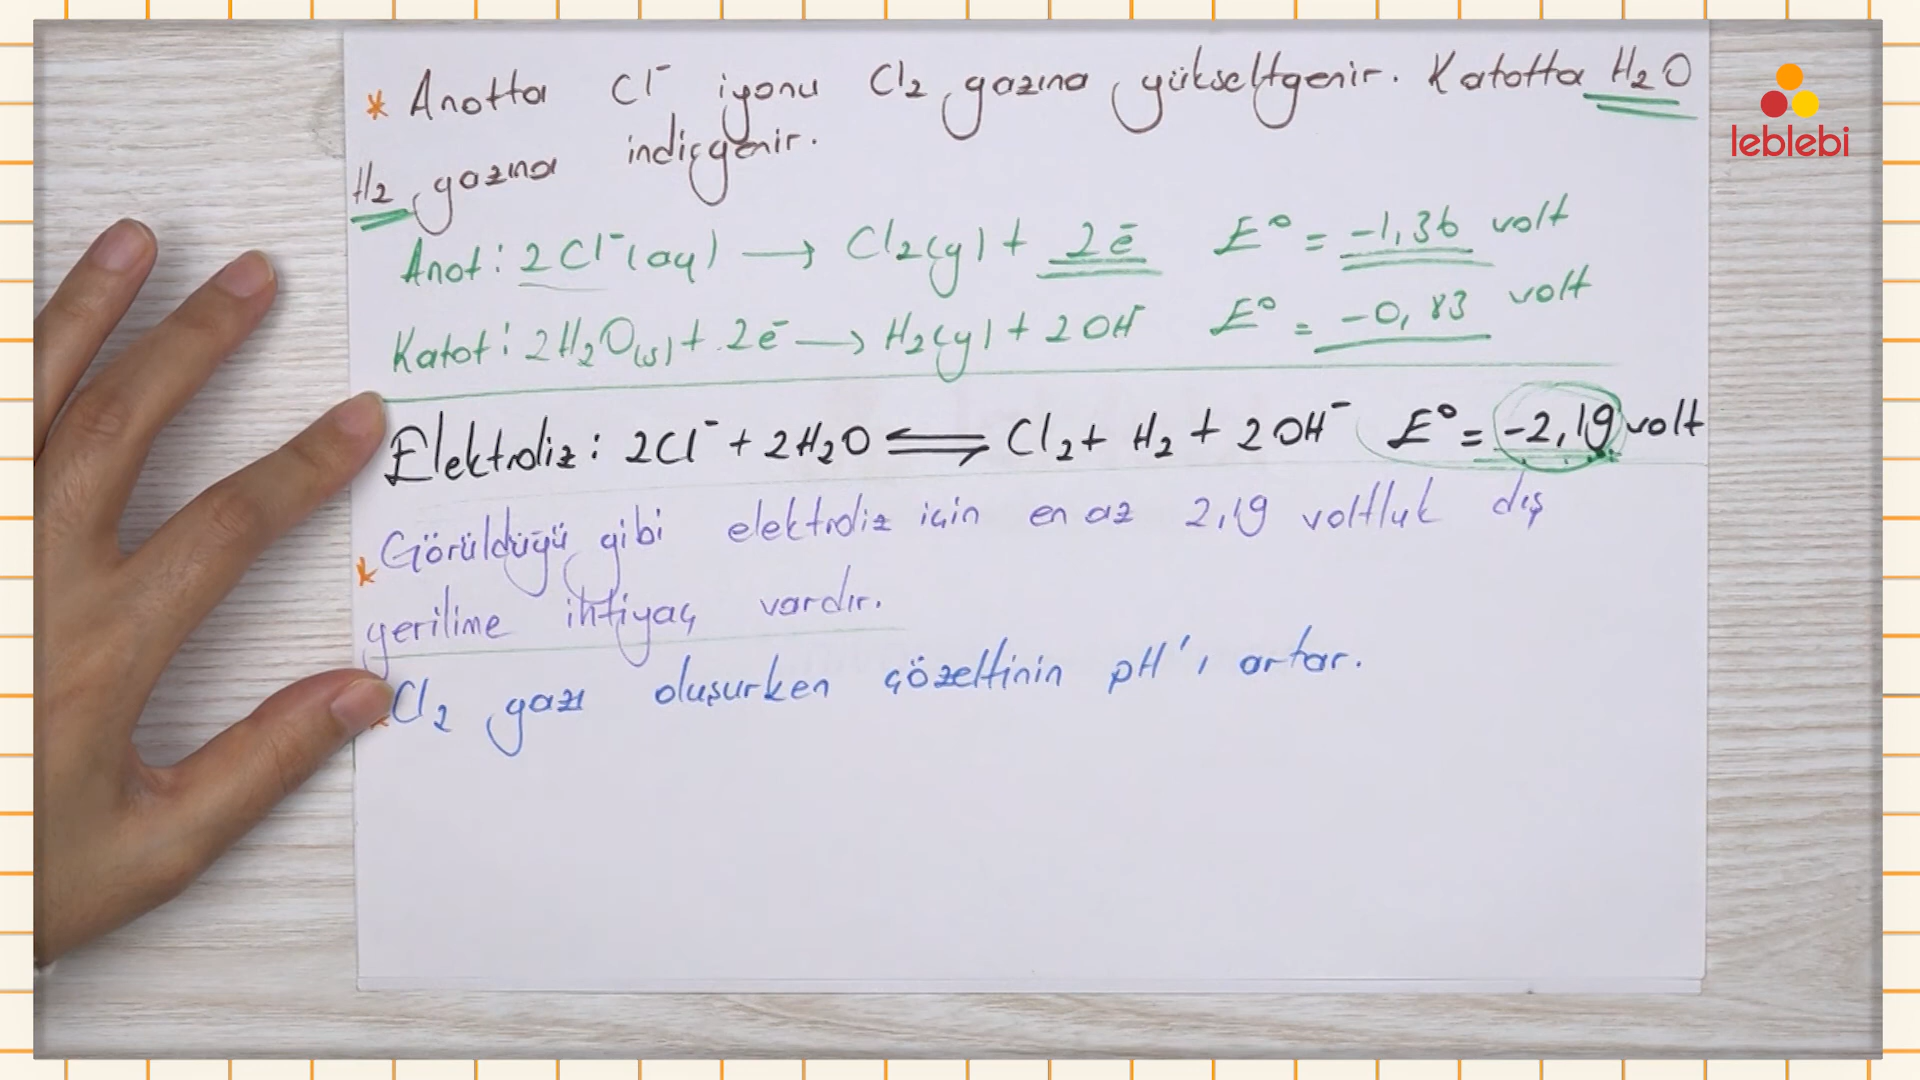 * Anotta Cl⁻ iyonu Cl₂ gazına yükseltgenir. Katotta H₂O
H₂ gazına indirgenir.
Anot: 2Cl⁻(aq) → Cl₂(g) + 2e⁻ E° = -1,36 volt
Katot: 2H₂O(s) + 2e⁻ → H₂(g) + 2OH⁻ E° = -0,83 volt
Elektroliz: 2Cl⁻ + 2H₂O ⇌ Cl₂ + H₂ + 2OH⁻ E° = -2,19 volt
* Görüldüğü gibi elektroliz için en az 2,19 voltluk dış
gerilime ihtiyaç vardır.
* Cl₂ gazı oluşurken çözeltinin pH'ı artar.
leblebi